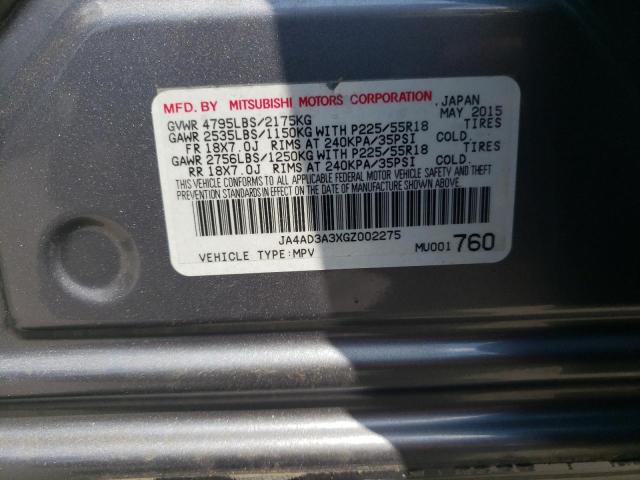 MFD. BY MITSUBISHI MOTORS CORPORATION, JAPAN
GVWR 4795LBS/2175KG MAY 2015
GAWR 2535LBS/1150KG WITH P225/55R18 TIRES
FR 18X7.0J RIMS AT 240KPA/35PSI COLD.
GAWR 2756LBS/1250KG WITH P225/55R18 TIRES
RR 18X7.0J RIMS AT 240KPA/35PSI COLD.
THIS VEHICLE CONFORMS TO ALL APPLICABLE FEDERAL MOTOR VEHICLE SAFETY AND THEFT
PREVENTION STANDARDS IN EFFECT ON THE DATE OF MANUFACTURE SHOWN ABOVE.
JA4AD3A3XGZ002275
VEHICLE TYPE:MPV MU001760